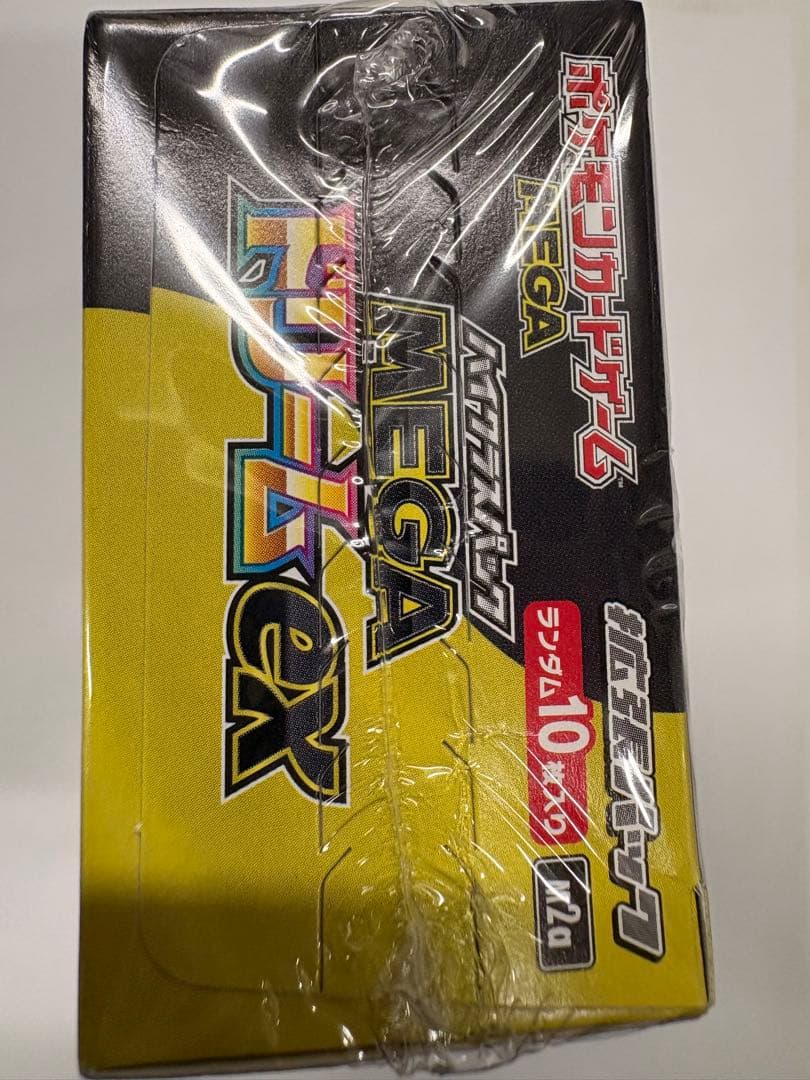 ポケモンカードゲーム™
MEGA
拡張パック
ハイクラスパック
ランダム10枚入り
MEGA
ドリームex
M2a